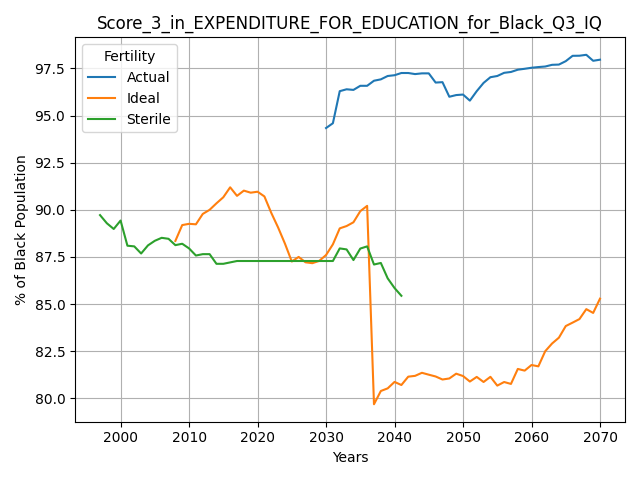 Score_3_in_EXPENDITURE_FOR_EDUCATION_for_Black_Q3_IQ
Fertility
Actual
Ideal
Sterile
% of Black Population
97.5
95.0
92.5
90.0
87.5
85.0
82.5
80.0
2000 2010 2020 2030 2040 2050 2060 2070
Years